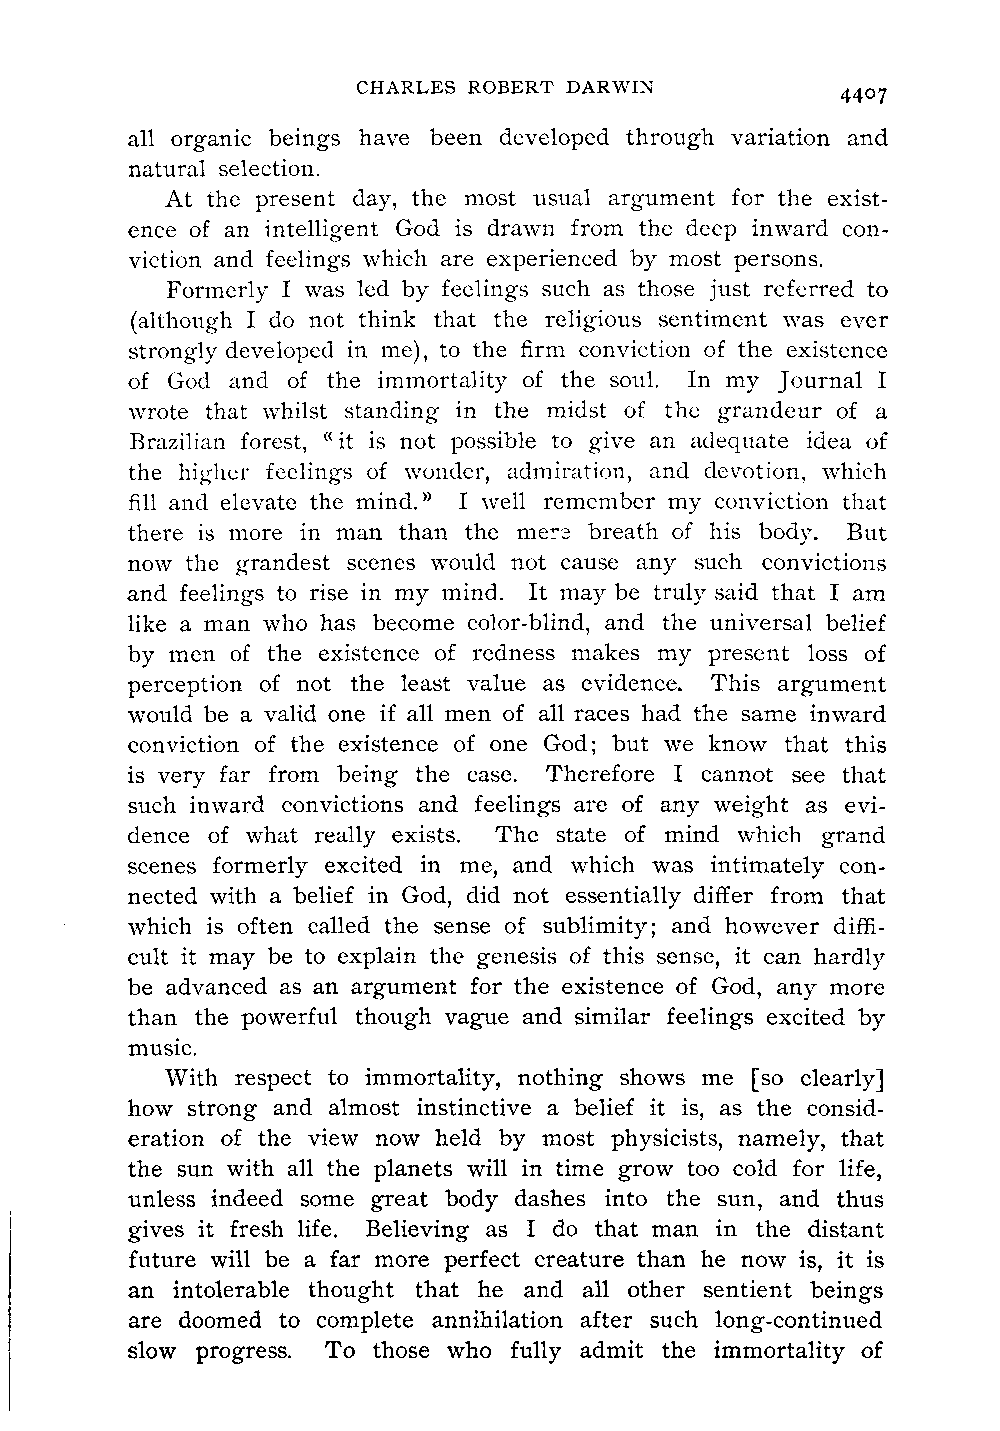 CHARLES ROBERT DARWIN 4407
all organic beings have been developed through variation and
natural selection.
At the present day, the most usual argument for the exist-
ence of an intelligent God is drawn from the deep inward con-
viction and feelings which are experienced by most persons.
Formerly I was led by feelings such as those just referred to
(although I do not think that the religious sentiment was ever
strongly developed in me), to the firm conviction of the existence
of God and of the immortality of the soul. In my Journal I
wrote that whilst standing in the midst of the grandeur of a
Brazilian forest, «it is not possible to give an adequate idea of
the higher feelings of wonder, admiration, and devotion, which
fill and elevate the mind.» I well remember my conviction that
there is more in man than the mere breath of his body. But
now the grandest scenes would not cause any such convictions
and feelings to rise in my mind. It may be truly said that I am
like a man who has become color-blind, and the universal belief
by men of the existence of redness makes my present loss of
perception of not the least value as evidence. This argument
would be a valid one if all men of all races had the same inward
conviction of the existence of one God; but we know that this
is very far from being the case. Therefore I cannot see that
such inward convictions and feelings are of any weight as evi-
dence of what really exists. The state of mind which grand
scenes formerly excited in me, and which was intimately con-
nected with a belief in God, did not essentially differ from that
which is often called the sense of sublimity; and however diffi-
cult it may be to explain the genesis of this sense, it can hardly
be advanced as an argument for the existence of God, any more
than the powerful though vague and similar feelings excited by
music.
With respect to immortality, nothing shows me [so clearly]
how strong and almost instinctive a belief it is, as the consid-
eration of the view now held by most physicists, namely, that
the sun with all the planets will in time grow too cold for life,
unless indeed some great body dashes into the sun, and thus
gives it fresh life. Believing as I do that man in the distant
future will be a far more perfect creature than he now is, it is
an intolerable thought that he and all other sentient beings
are doomed to complete annihilation after such long-continued
slow progress. To those who fully admit the immortality of